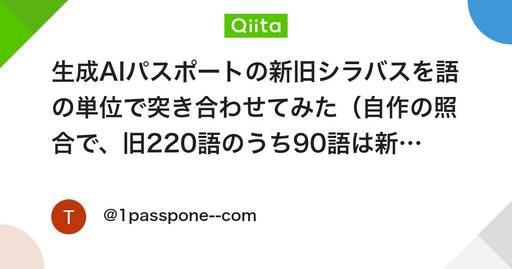 Qiita
生成AIパスポートの新旧シラバスを語
の単位で突き合わせてみた（自作の照
合で、旧220語のうち90語は新…
T
@1passpone--com